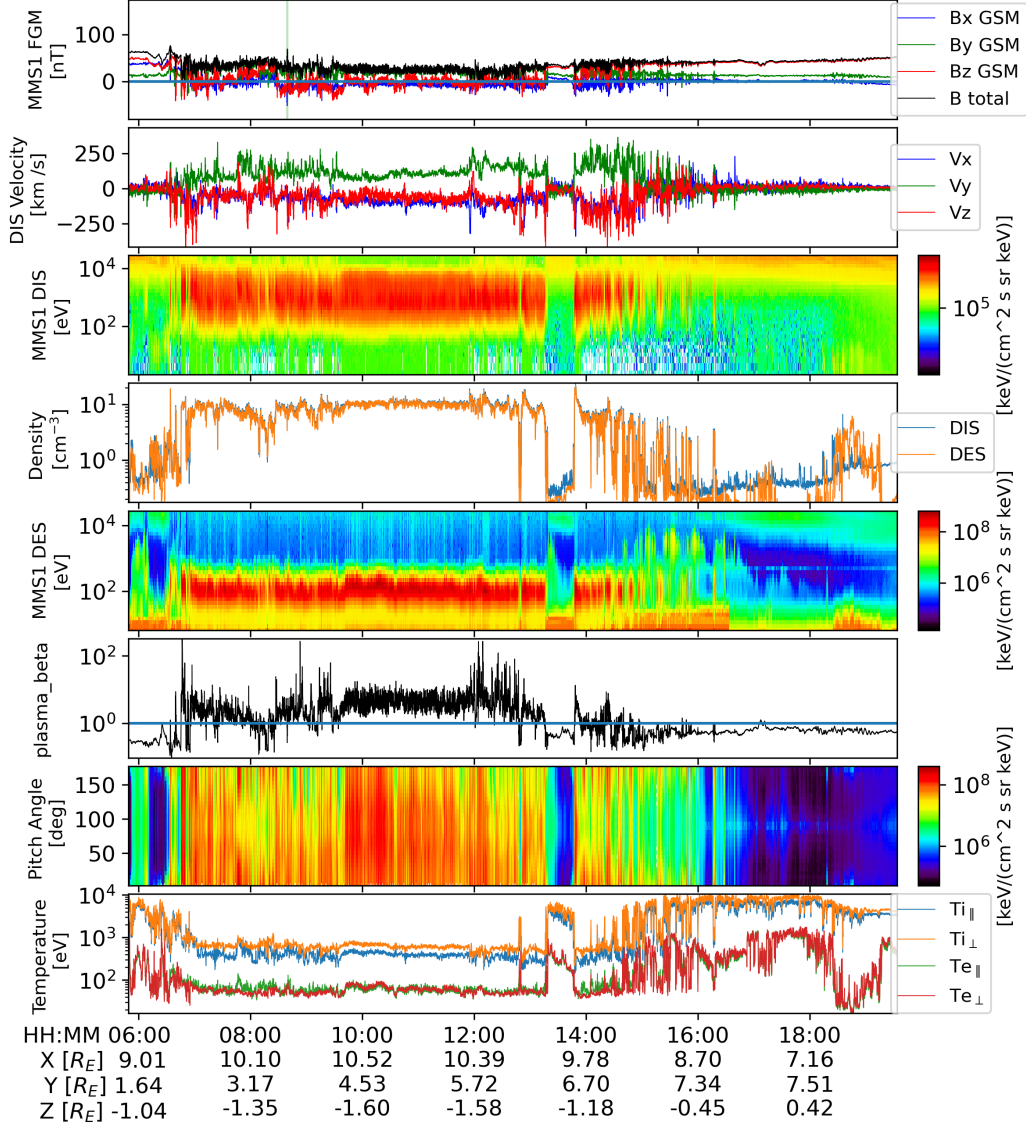 MMS1 FGM
[nT]
100
0
Bx GSM
By GSM
Bz GSM
B total
DIS Velocity
[km /s]
250
0
−250
Vx
Vy
Vz
MMS1 DIS
[eV]
10^4
10^2
10^5
[keV/(cm^2 s sr keV)]
Density
[cm^−3]
10^1
10^0
DIS
DES
MMS1 DES
[eV]
10^4
10^2
10^8
10^6
[keV/(cm^2 s sr keV)]
plasma_beta
10^2
10^0
Pitch Angle
[deg]
150
100
50
10^8
10^6
[keV/(cm^2 s sr keV)]
Temperature
[eV]
10^4
10^3
10^2
Ti∥
Ti⊥
Te∥
Te⊥
HH:MM 06:00 08:00 10:00 12:00 14:00 16:00 18:00
X [R_E] 9.01 10.10 10.52 10.39 9.78 8.70 7.16
Y [R_E] 1.64 3.17 4.53 5.72 6.70 7.34 7.51
Z [R_E] -1.04 -1.35 -1.60 -1.58 -1.18 -0.45 0.42